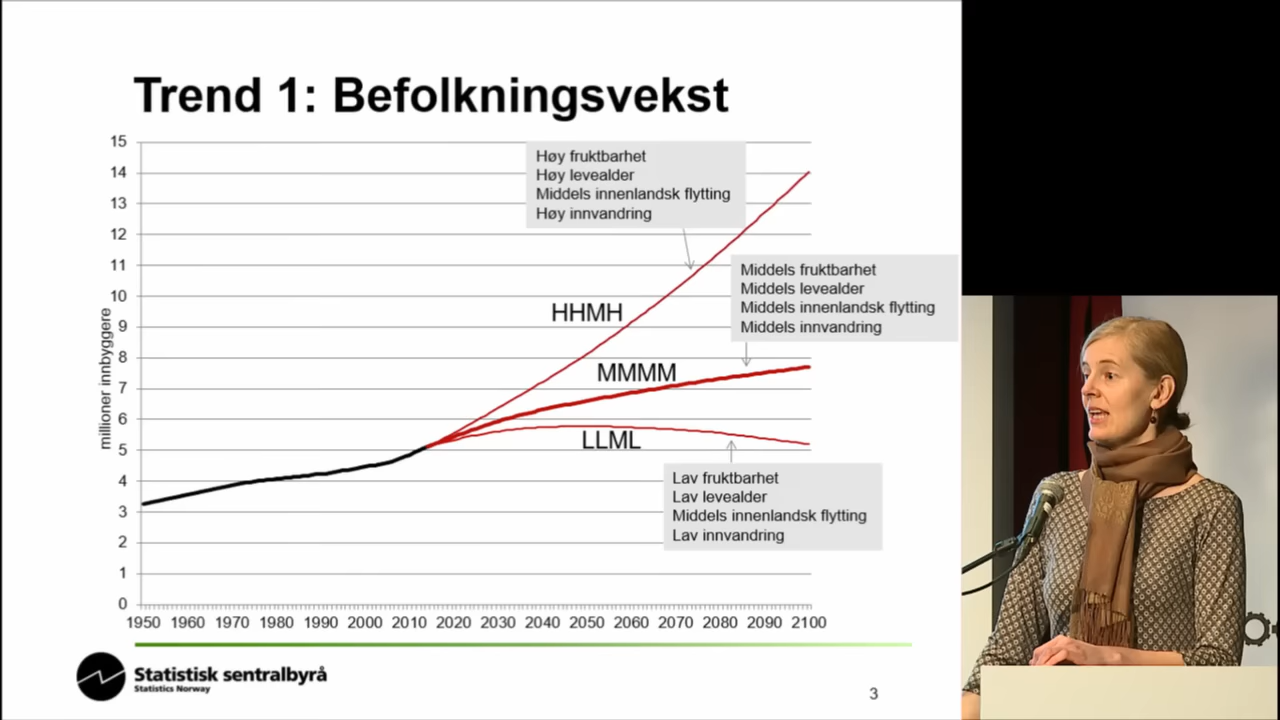 Trend 1: Befolkningsvekst
15
14
13
12
11
10
9
8
7
6
5
4
3
2
1
0
millioner innbyggere
Høy fruktbarhet
Høy levealder
Middels innenlandsk flytting
Høy innvandring
Middels fruktbarhet
Middels levealder
Middels innenlandsk flytting
Middels innvandring
HHMH
MMMM
LLML
Lav fruktbarhet
Lav levealder
Middels innenlandsk flytting
Lav innvandring
1950 1960 1970 1980 1990 2000 2010 2020 2030 2040 2050 2060 2070 2080 2090 2100
Statistisk sentralbyrå
Statistics Norway
3